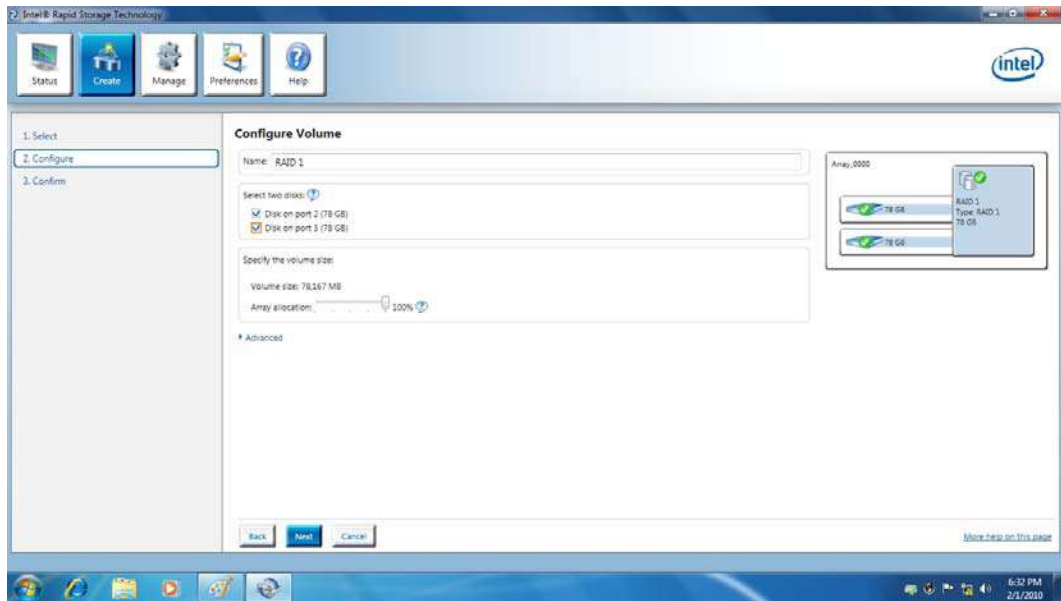 Intel® Rapid Storage Technology
Status
Create
Manage
Preferences
Help
intel
1. Select
2. Configure
3. Confirm
Configure Volume
Name: RAID 1
Select two disks:
Disk on port 2 (78 GB)
Disk on port 3 (78 GB)
Specify the volume size:
Volume size: 78,167 MB
Array allocation: 100%
Advanced
Array_0000
78 GB
78 GB
RAID 1
Type: RAID 1
78 GB
Back
Next
Cancel
More help on this page
6:32 PM
2/1/2010